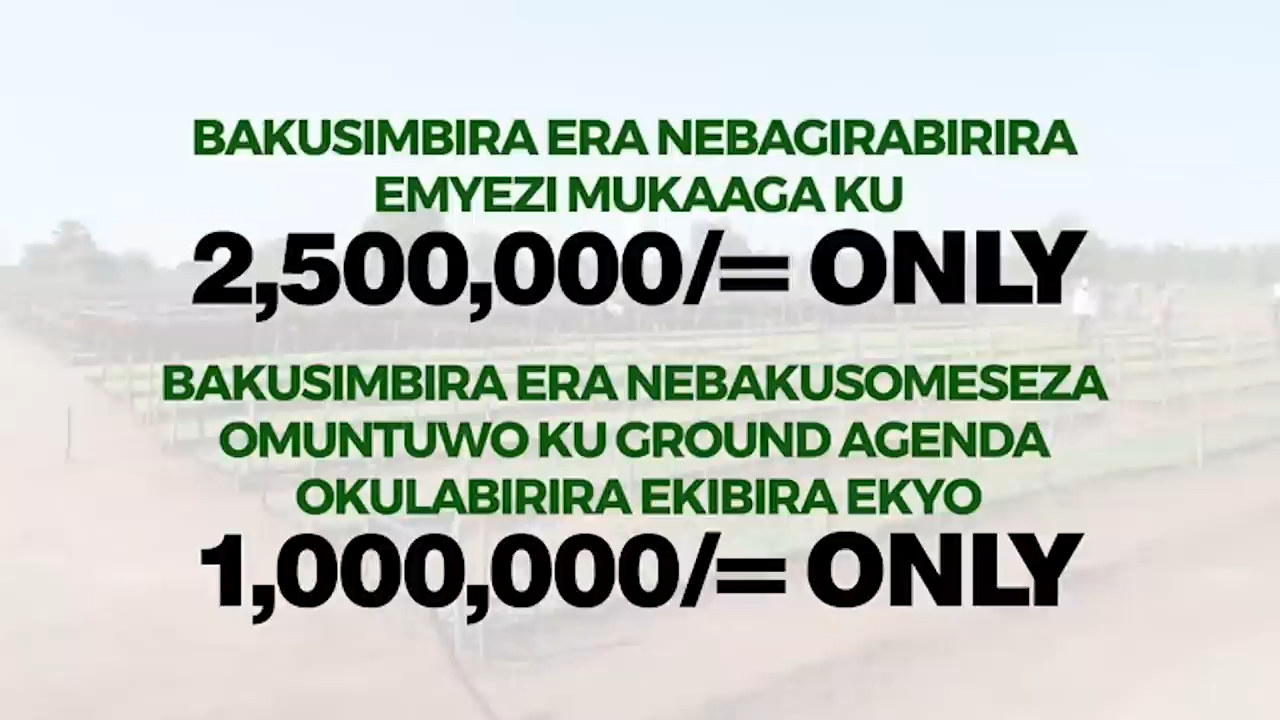 BAKUSIMBIRA ERA NEBAGIRABIRIRA
EMYEZI MUKAAGA KU
2,500,000/= ONLY
BAKUSIMBIRA ERA NEBAKUSOMESEZA
OMUNTUWO KU GROUND AGENDA
OKULABIRIRA EKIBIRA EKYO
1,000,000/= ONLY